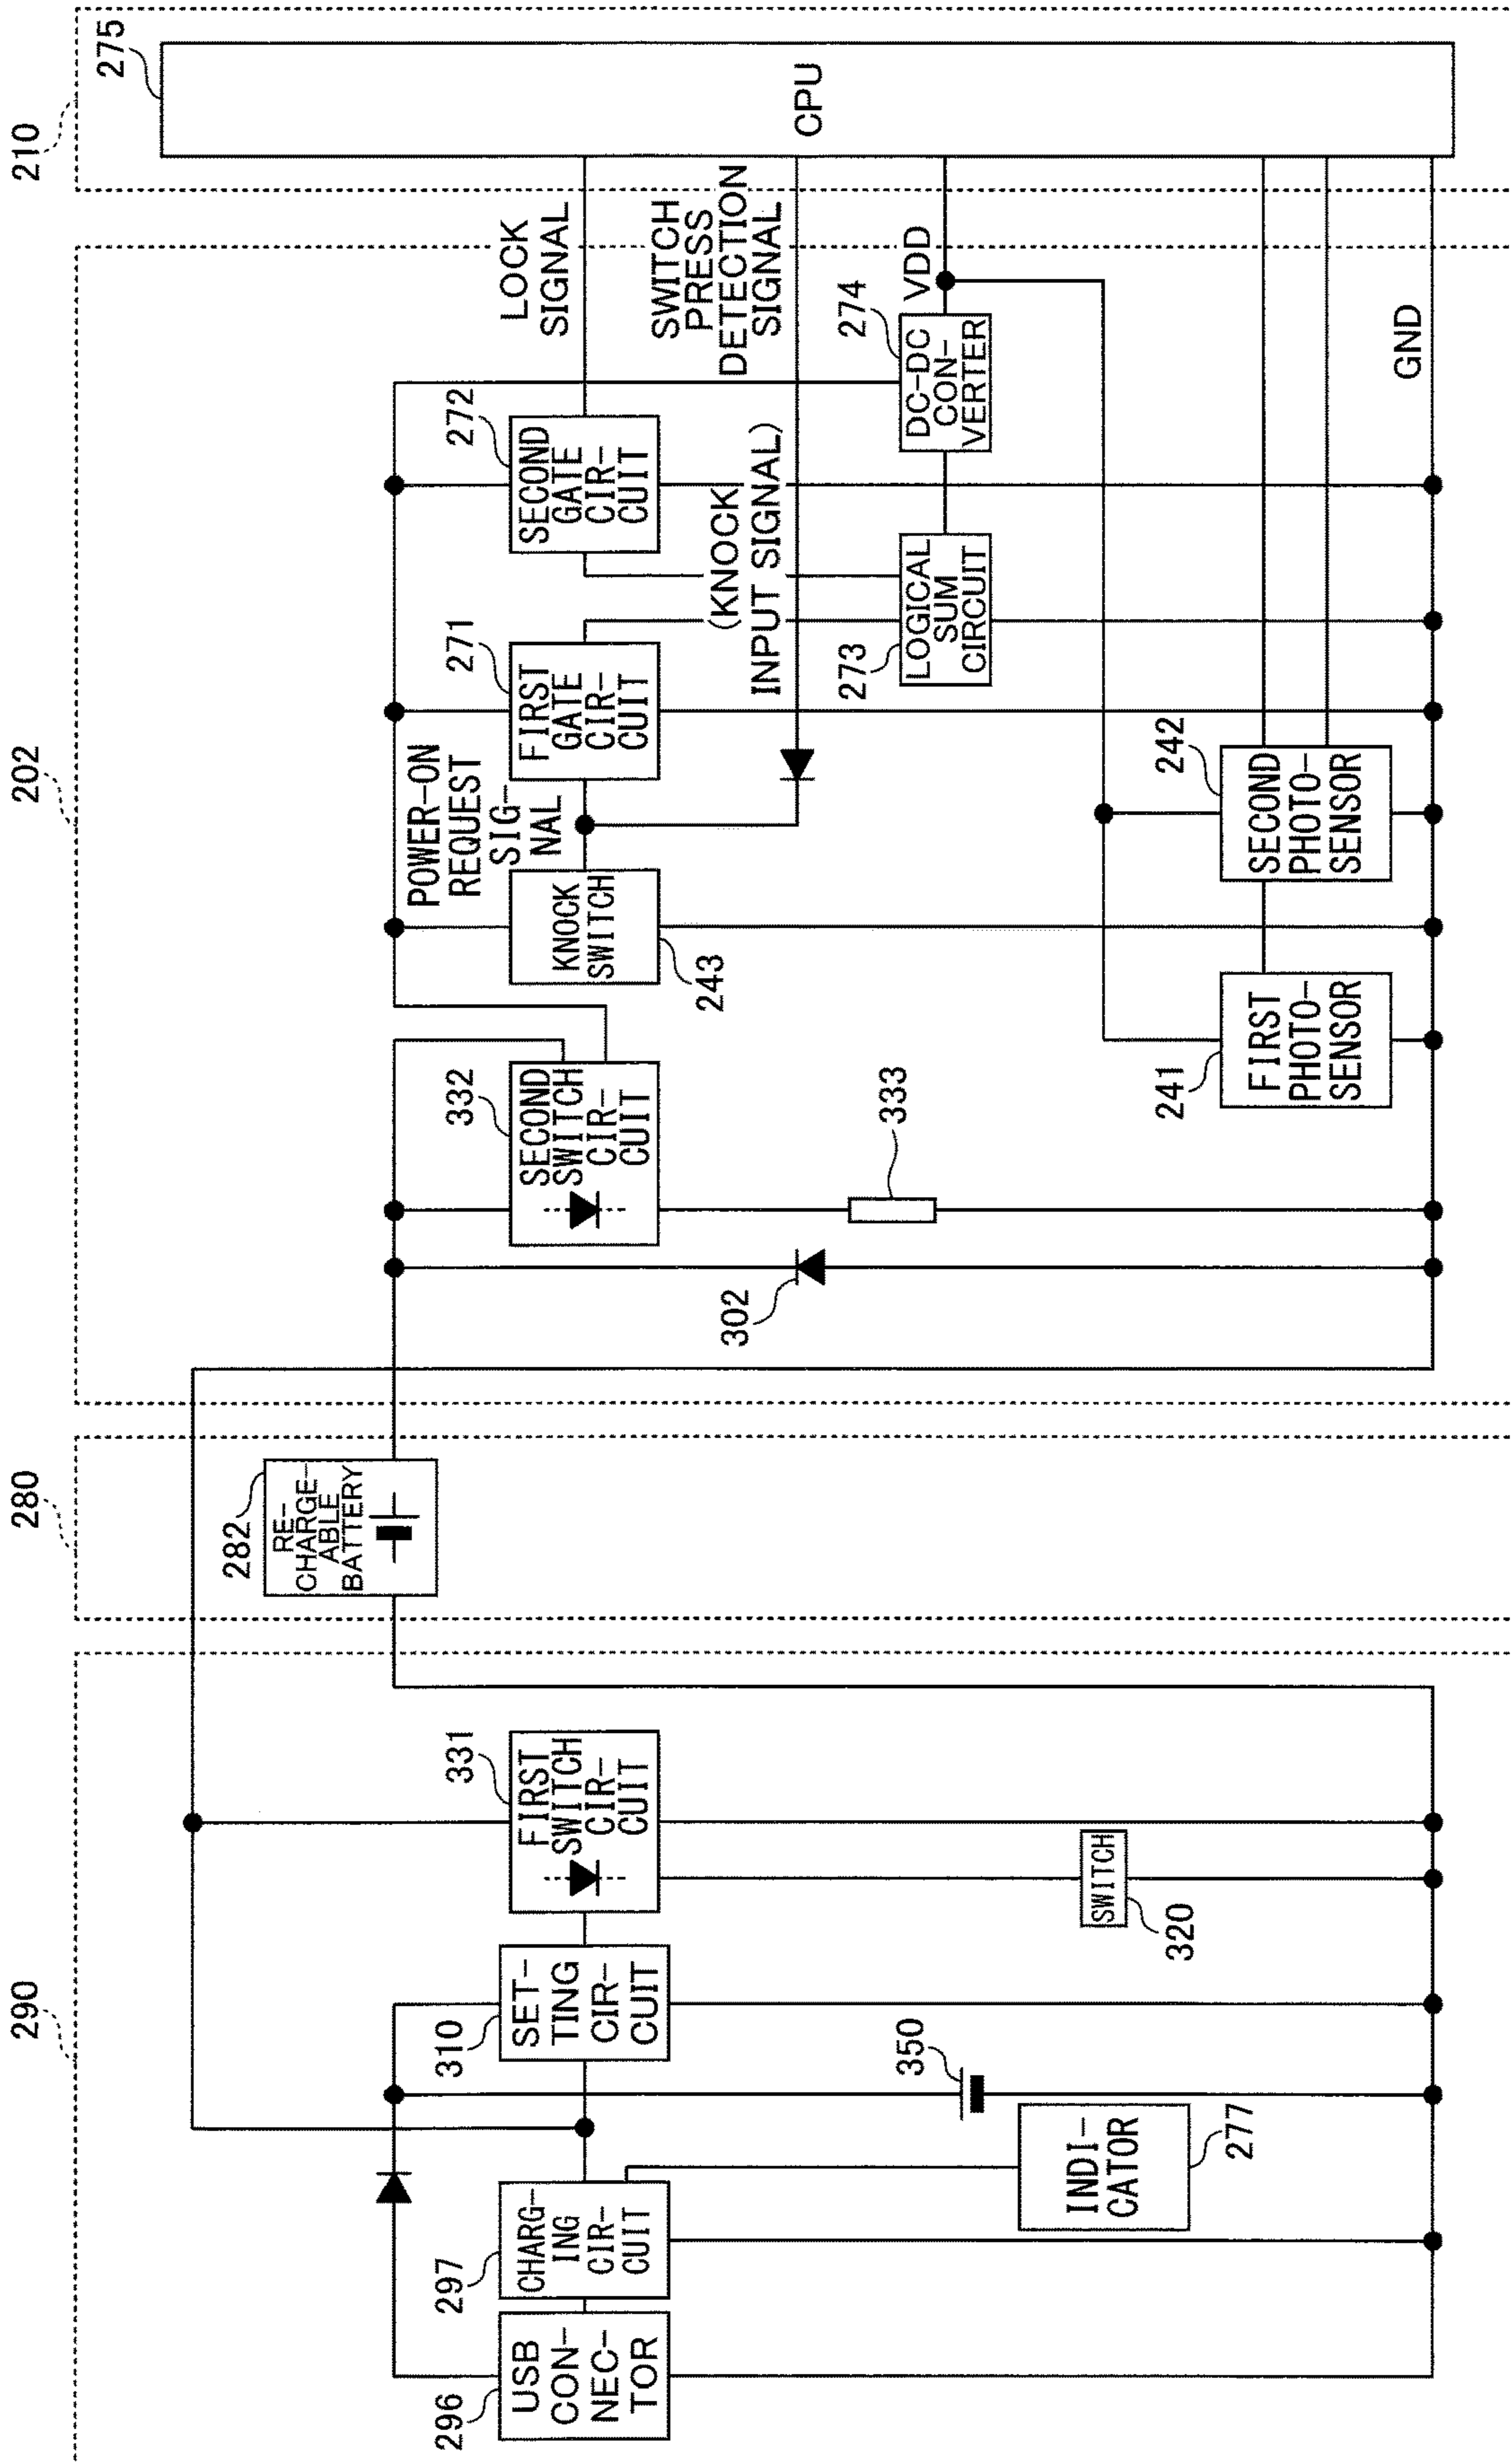 290
280
202
210
296
USB
CON-
NEC-
TOR
297
CHARG-
ING
CIR-
CUIT
310
SET-
TING
CIR-
CUIT
331
FIRST
SWITCH
CIR-
CUIT
350
INDI-
CATOR
277
SWITCH
320
282
RE-
CHARGE-
ABLE
BATTERY
302
332
SECOND
SWITCH
CIR-
CUIT
333
KNOCK
SWITCH
243
POWER-ON
REQUEST
SIG-
NAL
271
FIRST
GATE
CIR-
CUIT
272
SECOND
GATE
CIR-
CUIT
LOCK
SIGNAL
SWITCH
PRESS
DETECTION
SIGNAL
(KNOCK
INPUT SIGNAL)
273
LOGICAL
SUM
CIRCUIT
274
DC-DC
CON-
VERTER
VDD
241
FIRST
PHOTO-
SENSOR
242
SECOND
PHOTO-
SENSOR
GND
275
CPU